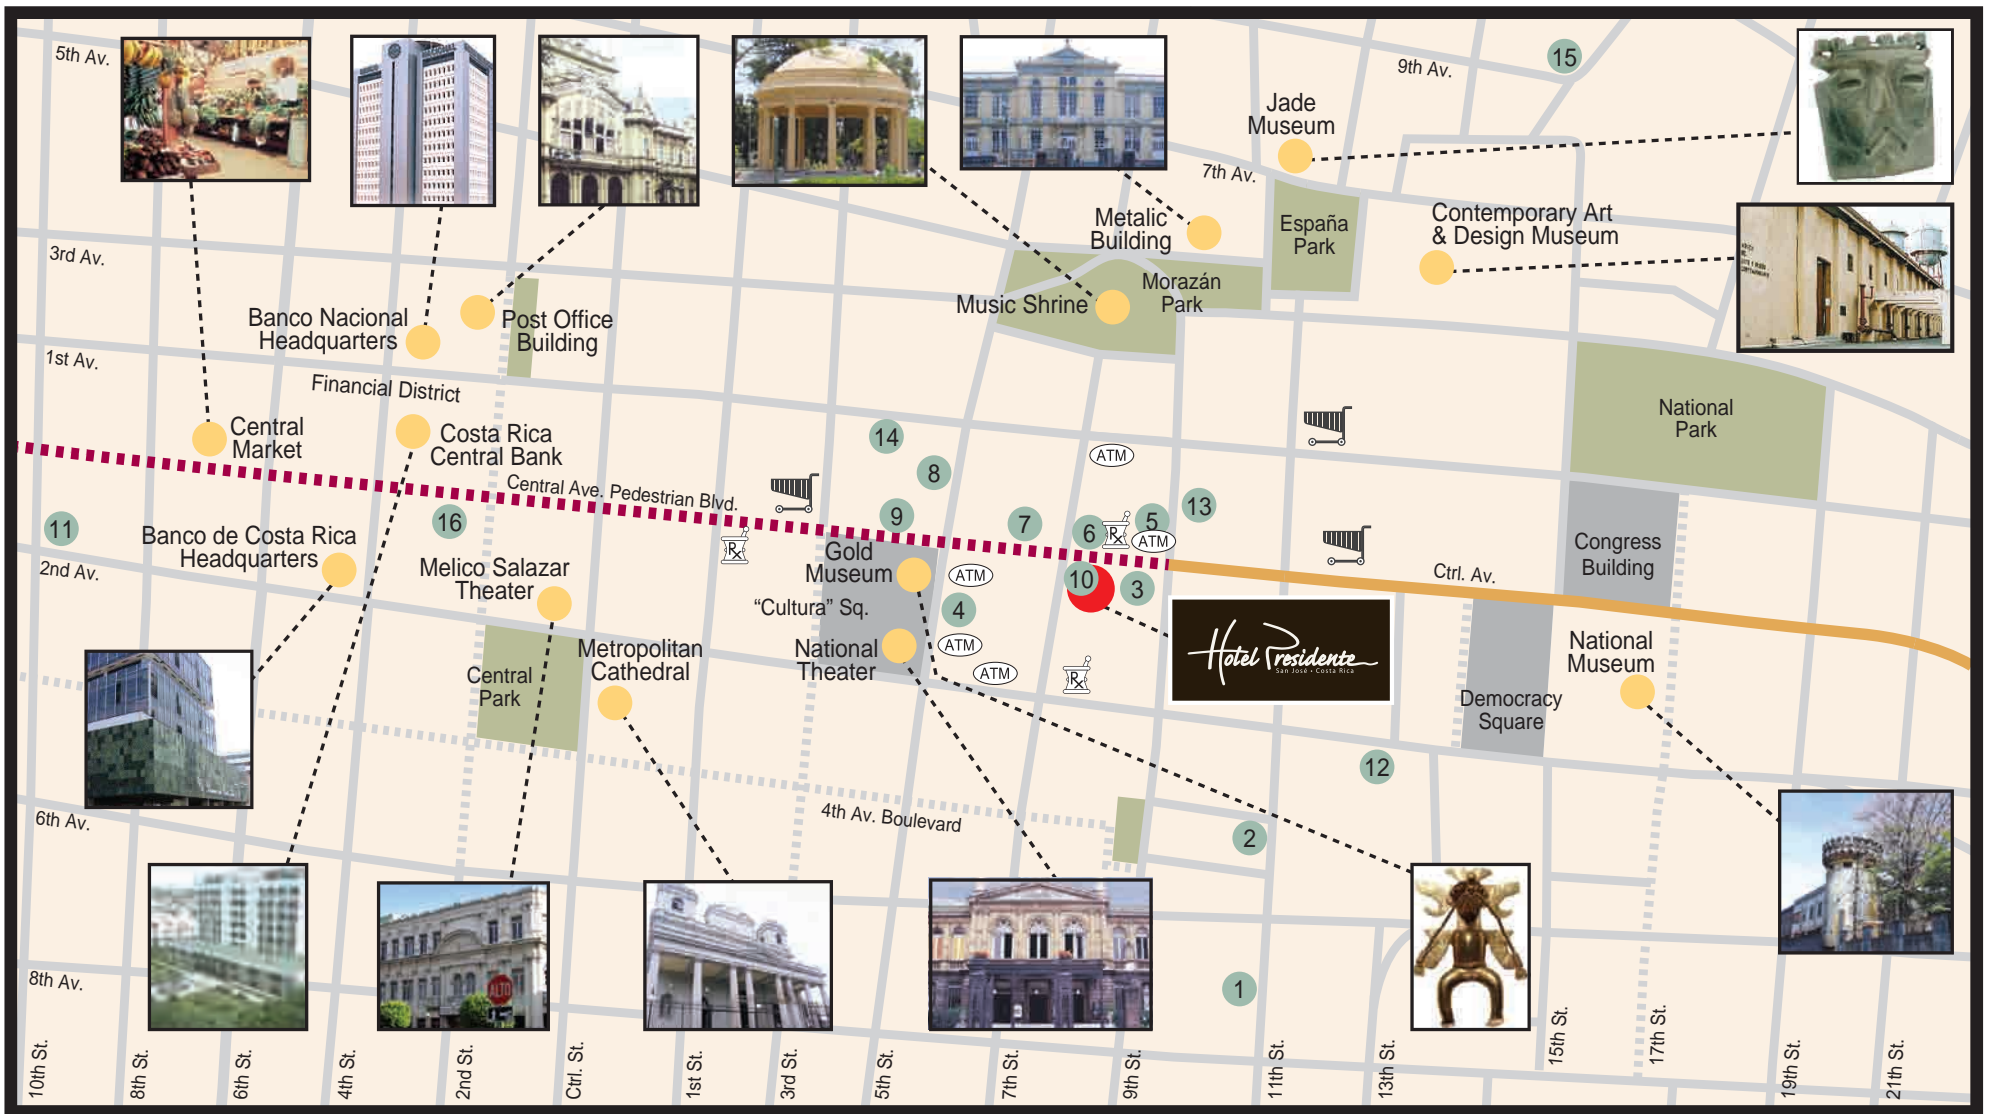 5th Av.
9th Av.
15
Jade
Museum
7th Av.
Metalic
Building
España
Park
Contemporary Art
& Design Museum
3rd Av.
Music Shrine
Morazán
Park
Banco Nacional
Headquarters
Post Office
Building
1st Av.
Financial District
National
Park
Central
Market
Costa Rica
Central Bank
14
8
ATM
Central Ave. Pedestrian Blvd.
11
16
9
7
6
5
13
Rx
Rx
ATM
Banco de Costa Rica
Headquarters
Gold
Museum
ATM
10
3
Congress
Building
Ctrl. Av.
2nd Av.
Melico Salazar
Theater
"Cultura" Sq.
4
Hotel Presidente
San José • Costa Rica
National
Museum
Metropolitan
Cathedral
National
Theater
ATM
ATM
Rx
Central
Park
Democracy
Square
12
4th Av. Boulevard
6th Av.
2
8th Av.
ALTO
1
10th St.
8th St.
6th St.
4th St.
2nd St.
Ctrl. St.
1st St.
3rd St.
5th St.
7th St.
9th St.
11th St.
13th St.
15th St.
17th St.
19th St.
21th St.